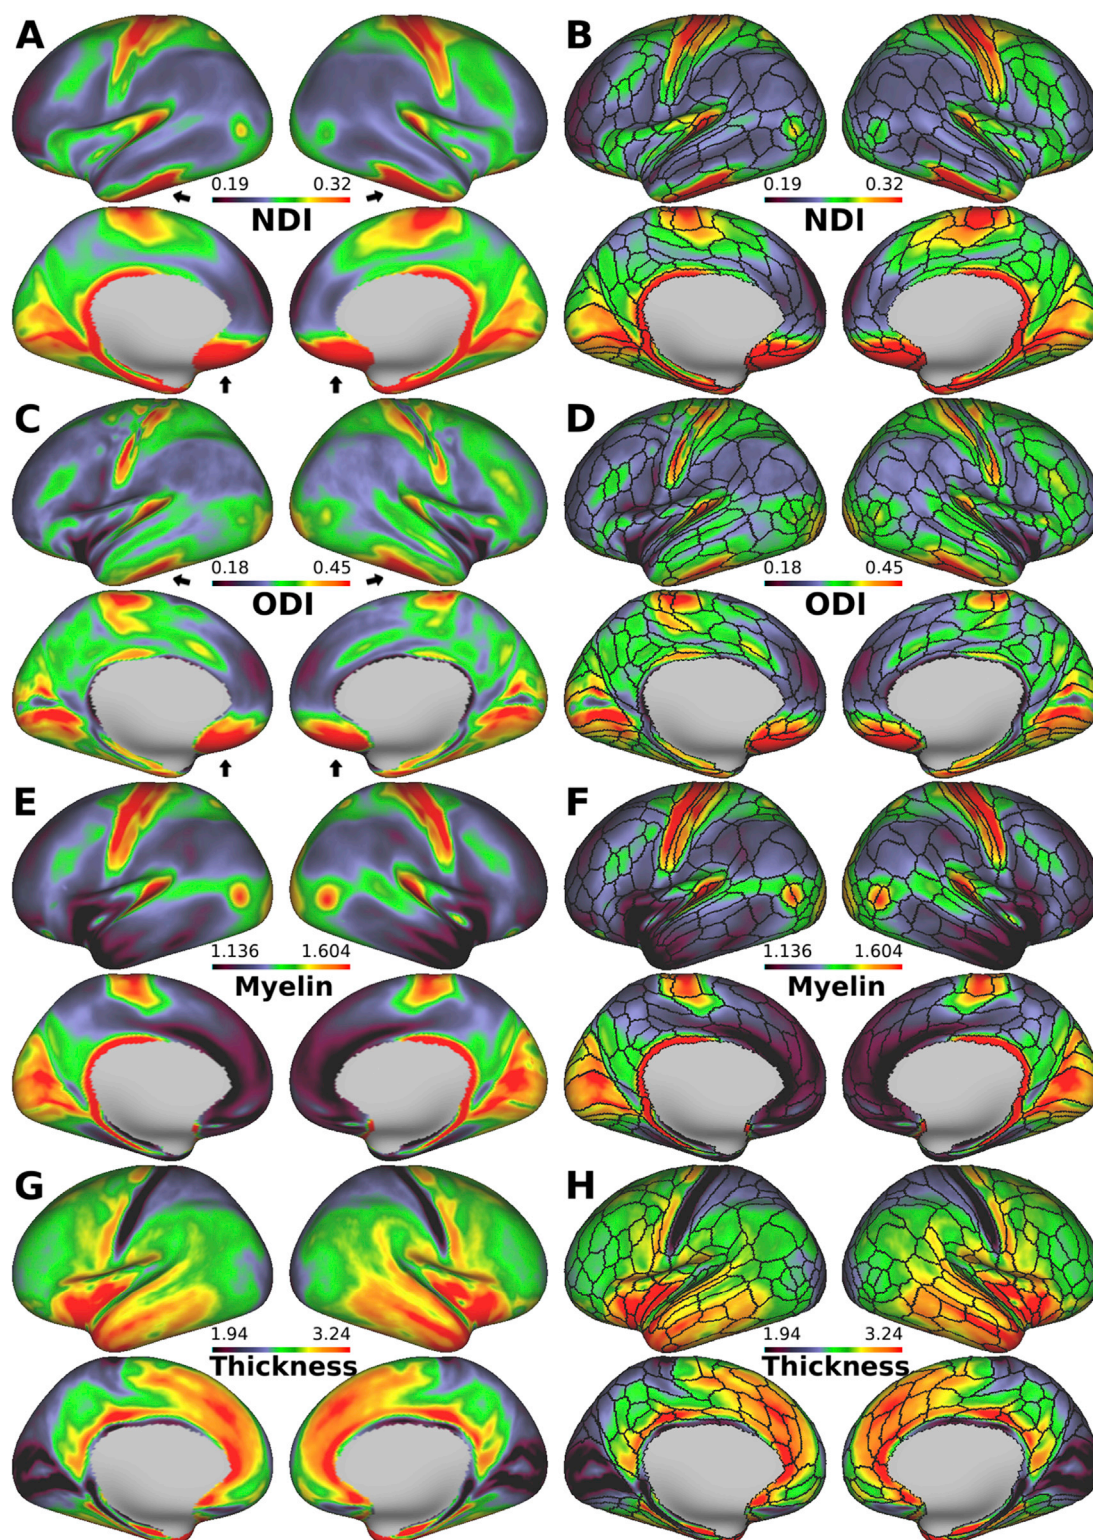 A B
0.19 0.32 0.19 0.32
NDI NDI
C D
0.18 0.45 0.18 0.45
ODI ODI
E F
1.136 1.604 1.136 1.604
Myelin Myelin
G H
1.94 3.24 1.94 3.24
Thickness Thickness